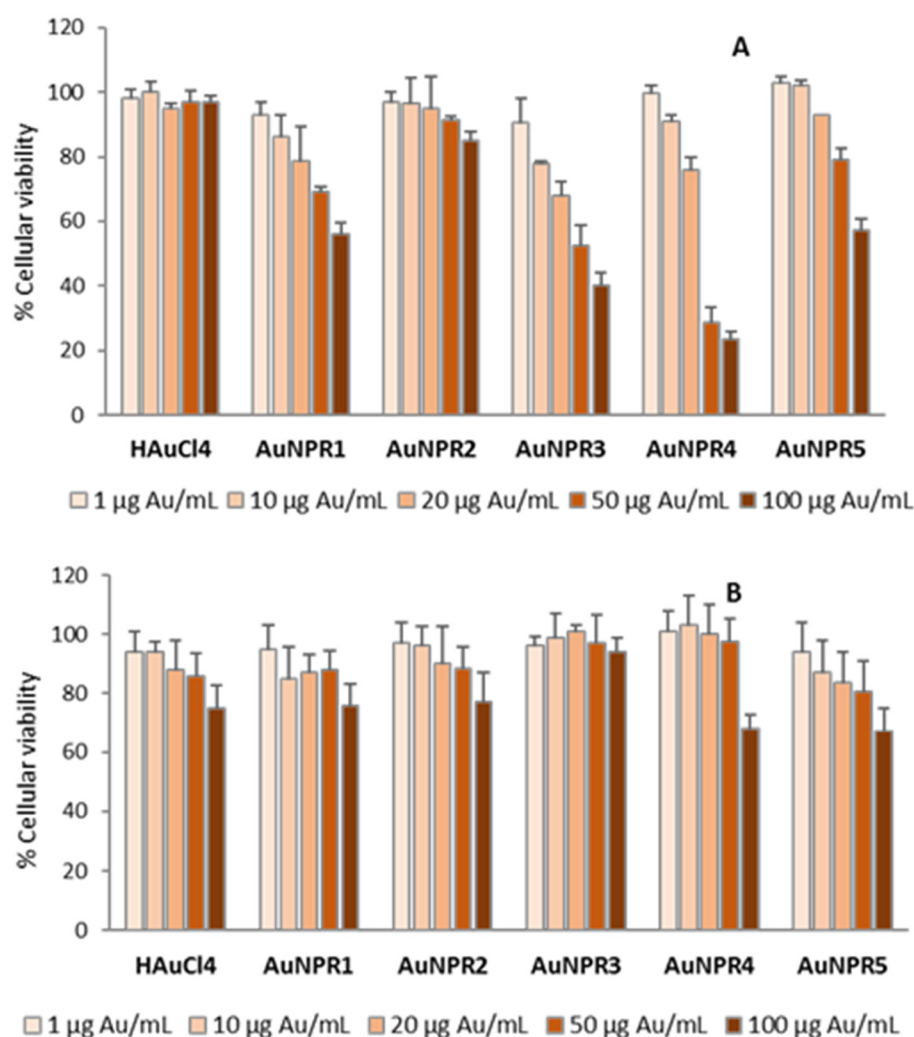 120
A
100
80
60
40
20
0
% Cellular viability
HAuCl4 AuNPR1 AuNPR2 AuNPR3 AuNPR4 AuNPR5
1 µg Au/mL 10 µg Au/mL 20 µg Au/mL 50 µg Au/mL 100 µg Au/mL
120
B
100
80
60
40
20
0
% Cellular viability
HAuCl4 AuNPR1 AuNPR2 AuNPR3 AuNPR4 AuNPR5
1 µg Au/mL 10 µg Au/mL 20 µg Au/mL 50 µg Au/mL 100 µg Au/mL